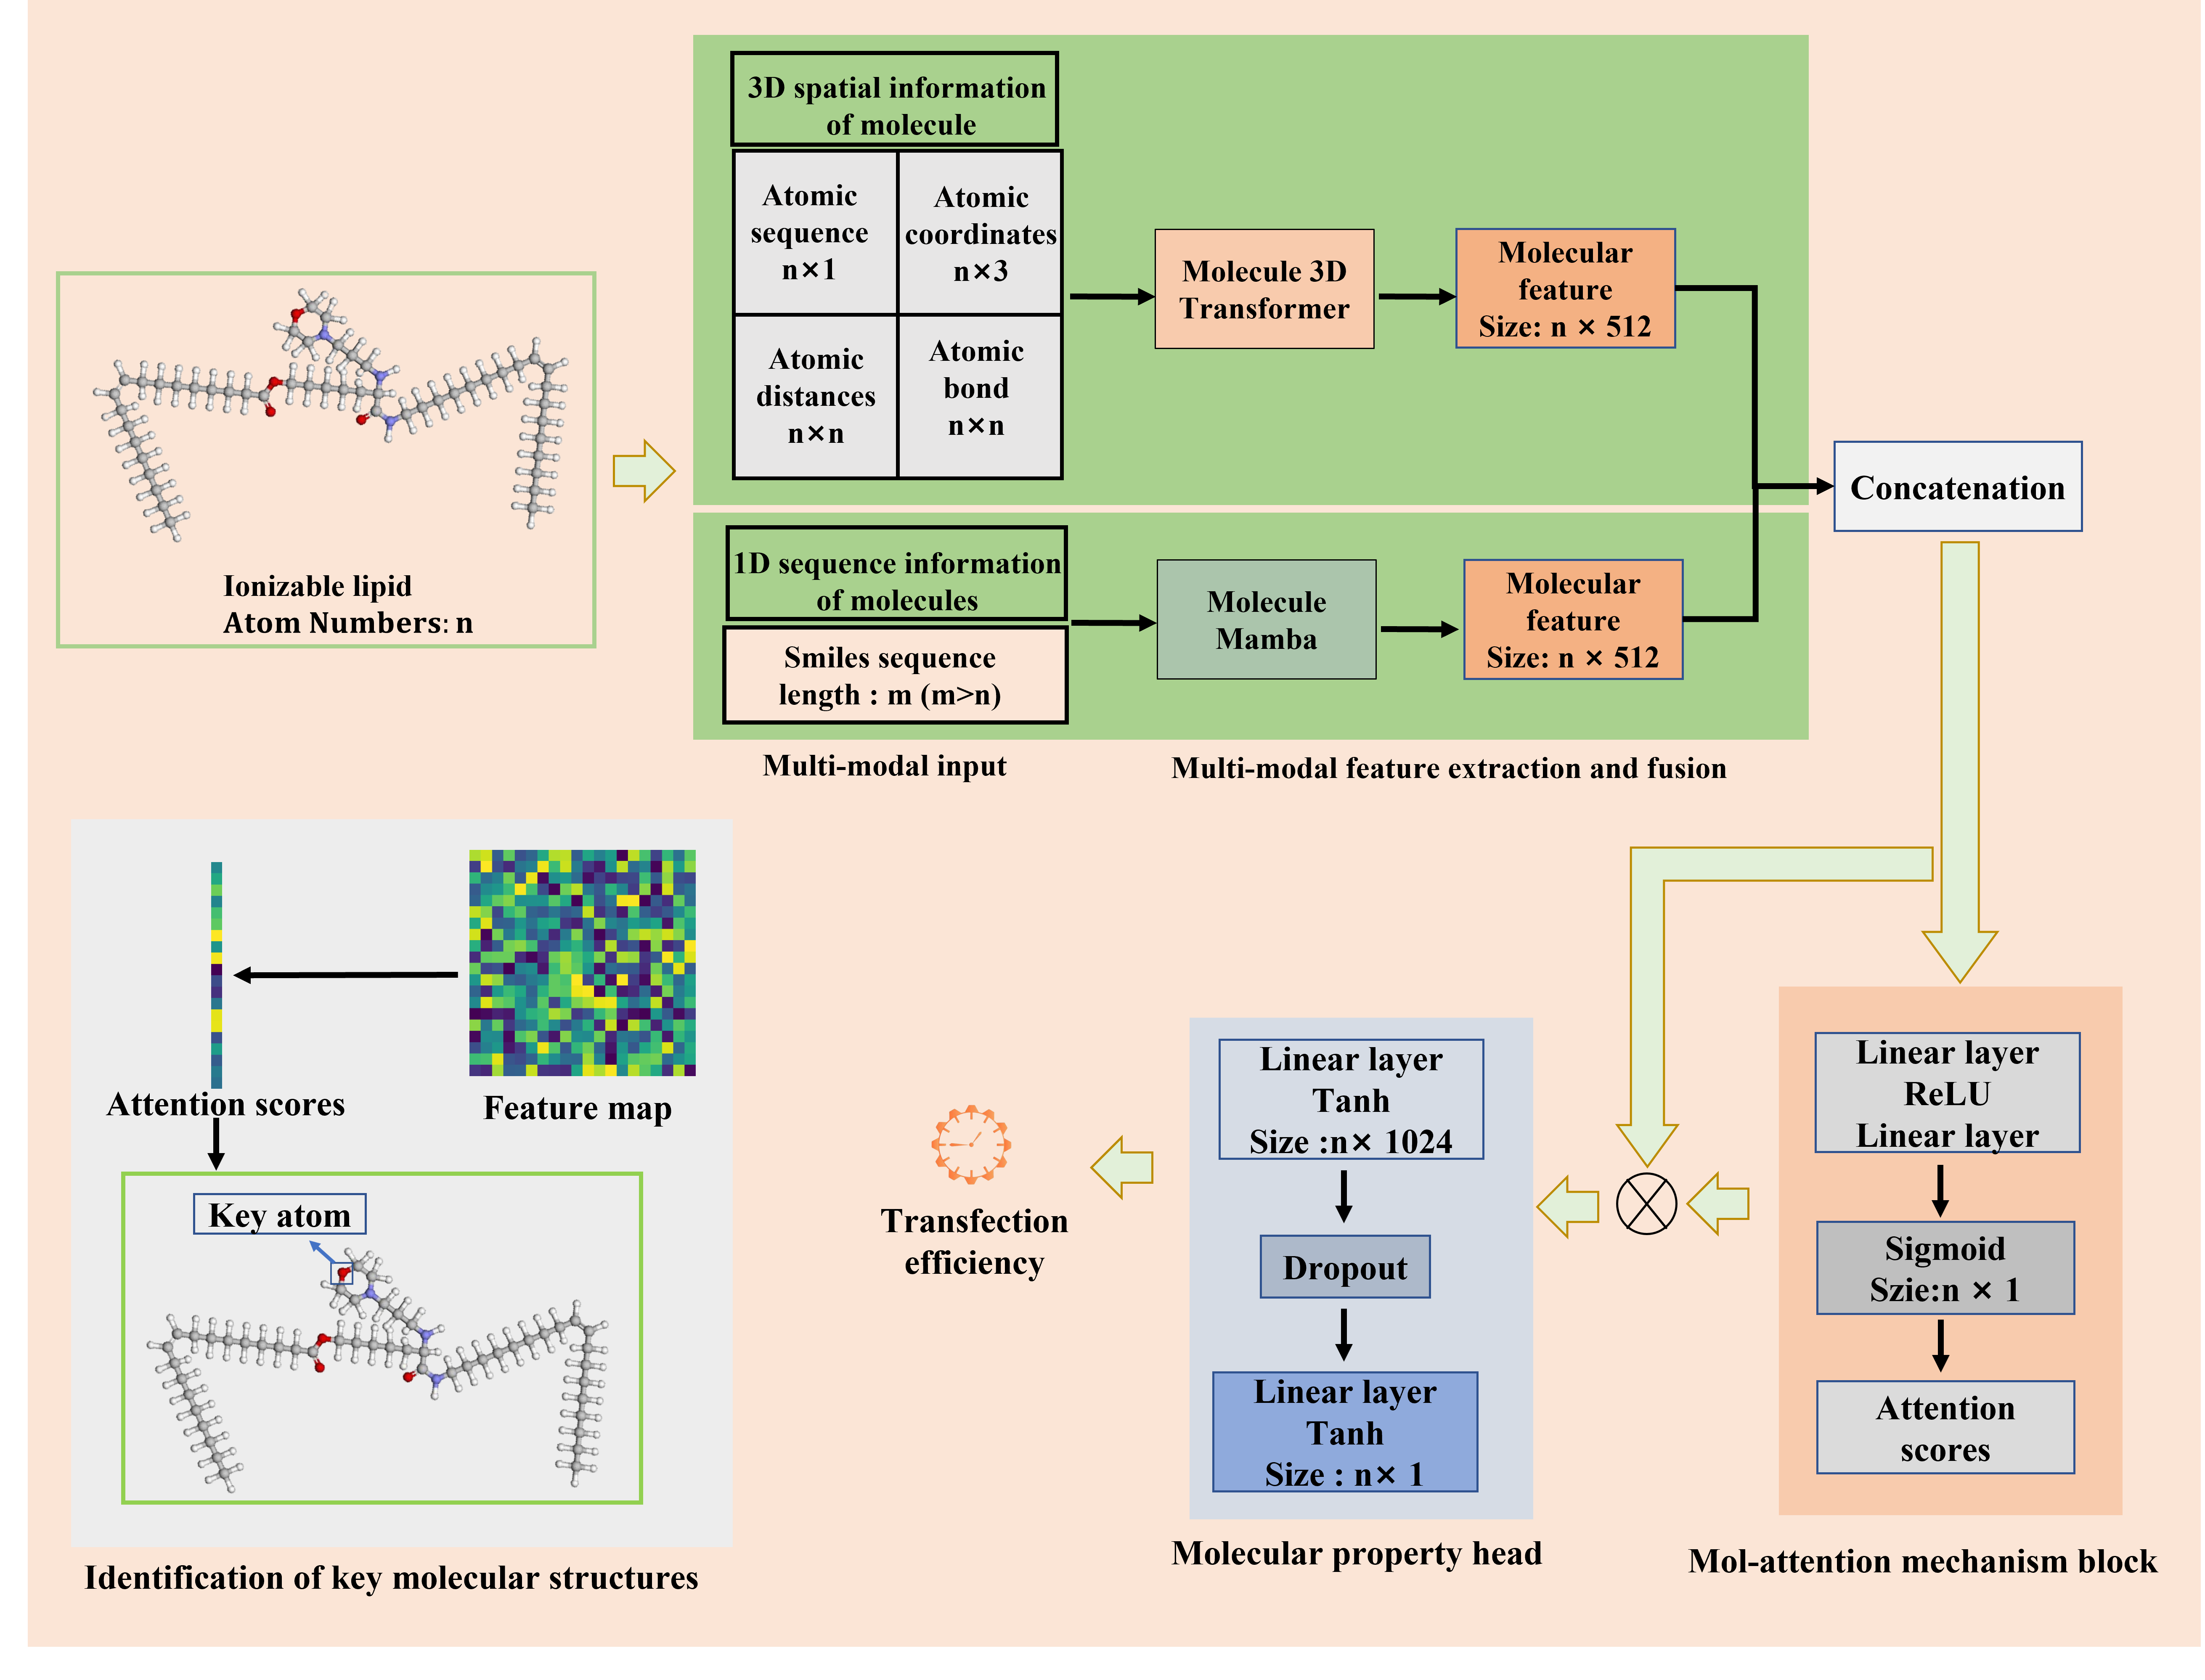 3D spatial information
of molecule
Atomic
sequence
n×1
Atomic
coordinates
n×3
Atomic
distances
n×n
Atomic
bond
n×n
Molecule 3D
Transformer
Molecular
feature
Size: n × 512
Ionizable lipid
Atom Numbers: n
Concatenation
1D sequence information
of molecules
Smiles sequence
length : m (m>n)
Molecule
Mamba
Molecular
feature
Size: n × 512
Multi-modal input
Multi-modal feature extraction and fusion
Attention scores
Feature map
Key atom
Identification of key molecular structures
Transfection
efficiency
Linear layer
Tanh
Size :n× 1024
Dropout
Linear layer
Tanh
Size : n× 1
Molecular property head
Linear layer
ReLU
Linear layer
Sigmoid
Szie:n × 1
Attention
scores
Mol-attention mechanism block